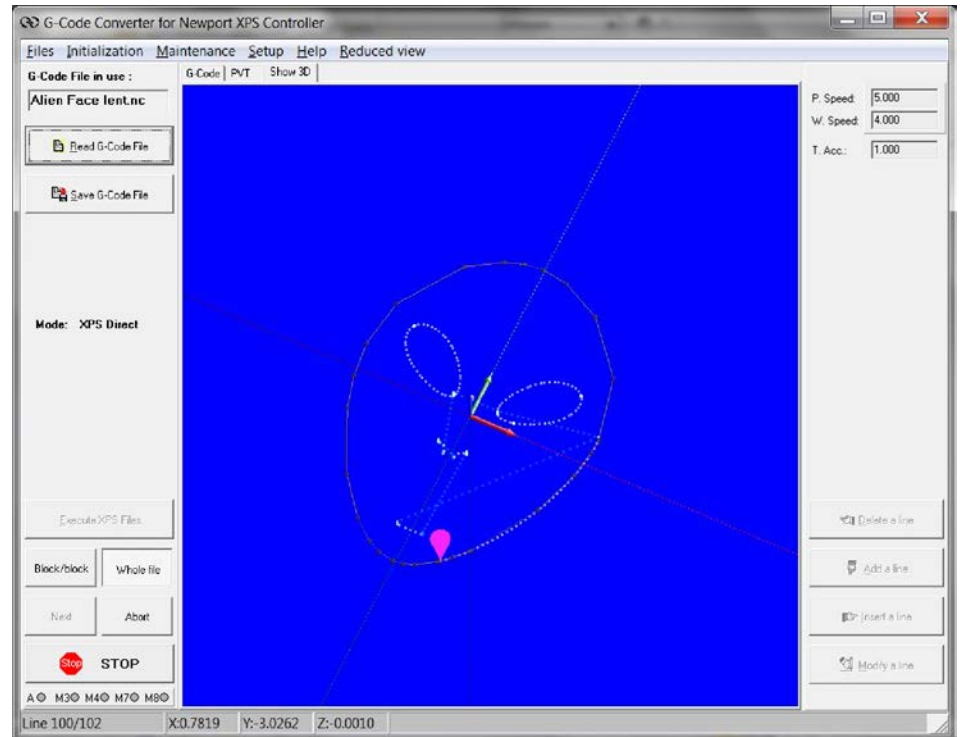 G-Code Converter for Newport XPS Controller
Files Initialization Maintenance Setup Help Reduced view
G-Code File in use :
Alien Face lent.nc
Read G-Code File
Save G-Code File
Mode: XPS Direct
Execute XPS Files
Block/block Whole file
Next Abort
Stop STOP
A M3 M4 M7 M8
G-Code PVT Show 3D
P. Speed: 5.000
W. Speed: 4.000
T. Acc.: 1.000
Delete a line
Add a line
Insert a line
Modify a line
Line 100/102 X:0.7819 Y:-3.0262 Z:-0.0010